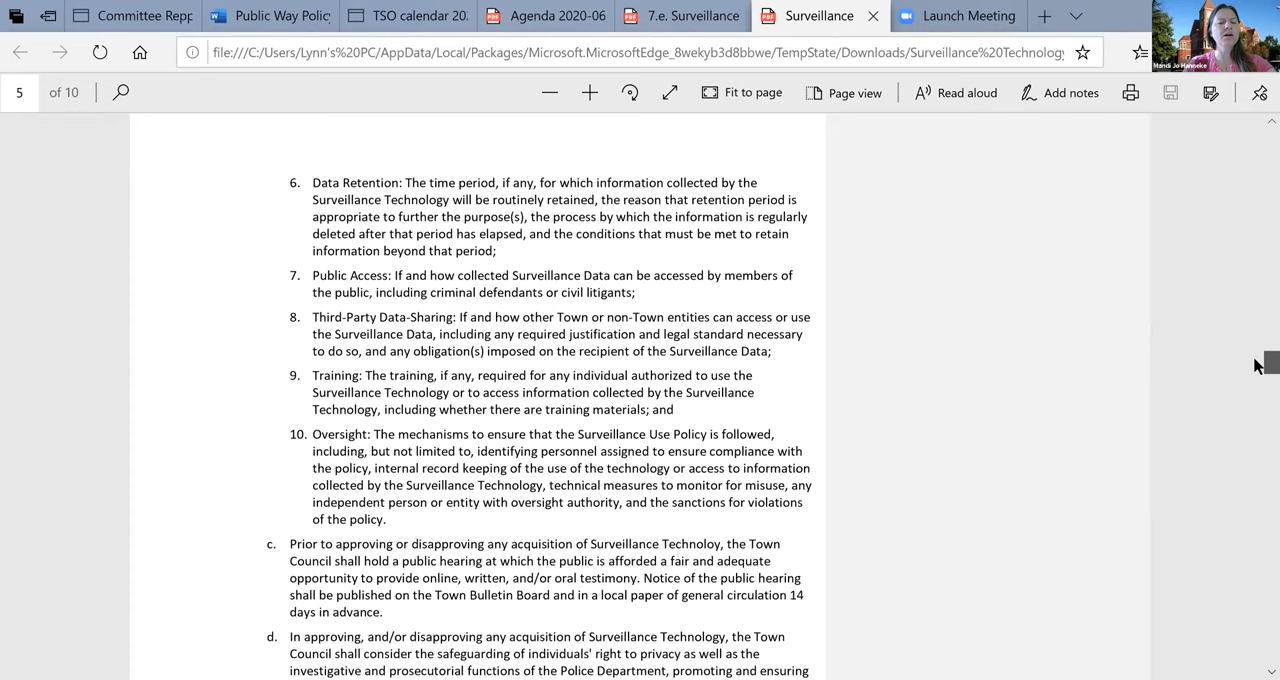 Committee Repp
Public Way Policy
TSO calendar 202
Agenda 2020-06
7.e. Surveillance
Surveillance
Launch Meeting
file:///C:/Users/Lynn's%20PC/AppData/Local/Packages/Microsoft.MicrosoftEdge_8wekyb3d8bbwe/TempState/Downloads/Surveillance%20Technology
Mandi Jo Hanneke
5 of 10
Fit to page
Page view
Read aloud
Add notes
6. Data Retention: The time period, if any, for which information collected by the
Surveillance Technology will be routinely retained, the reason that retention period is
appropriate to further the purpose(s), the process by which the information is regularly
deleted after that period has elapsed, and the conditions that must be met to retain
information beyond that period;
7. Public Access: If and how collected Surveillance Data can be accessed by members of
the public, including criminal defendants or civil litigants;
8. Third-Party Data-Sharing: If and how other Town or non-Town entities can access or use
the Surveillance Data, including any required justification and legal standard necessary
to do so, and any obligation(s) imposed on the recipient of the Surveillance Data;
9. Training: The training, if any, required for any individual authorized to use the
Surveillance Technology or to access information collected by the Surveillance
Technology, including whether there are training materials; and
10. Oversight: The mechanisms to ensure that the Surveillance Use Policy is followed,
including, but not limited to, identifying personnel assigned to ensure compliance with
the policy, internal record keeping of the use of the technology or access to information
collected by the Surveillance Technology, technical measures to monitor for misuse, any
independent person or entity with oversight authority, and the sanctions for violations
of the policy.
c. Prior to approving or disapproving any acquisition of Surveillance Technoloy, the Town
Council shall hold a public hearing at which the public is afforded a fair and adequate
opportunity to provide online, written, and/or oral testimony. Notice of the public hearing
shall be published on the Town Bulletin Board and in a local paper of general circulation 14
days in advance.
d. In approving, and/or disapproving any acquisition of Surveillance Technology, the Town
Council shall consider the safeguarding of individuals' right to privacy as well as the
investigative and prosecutorial functions of the Police Department, promoting and ensuring